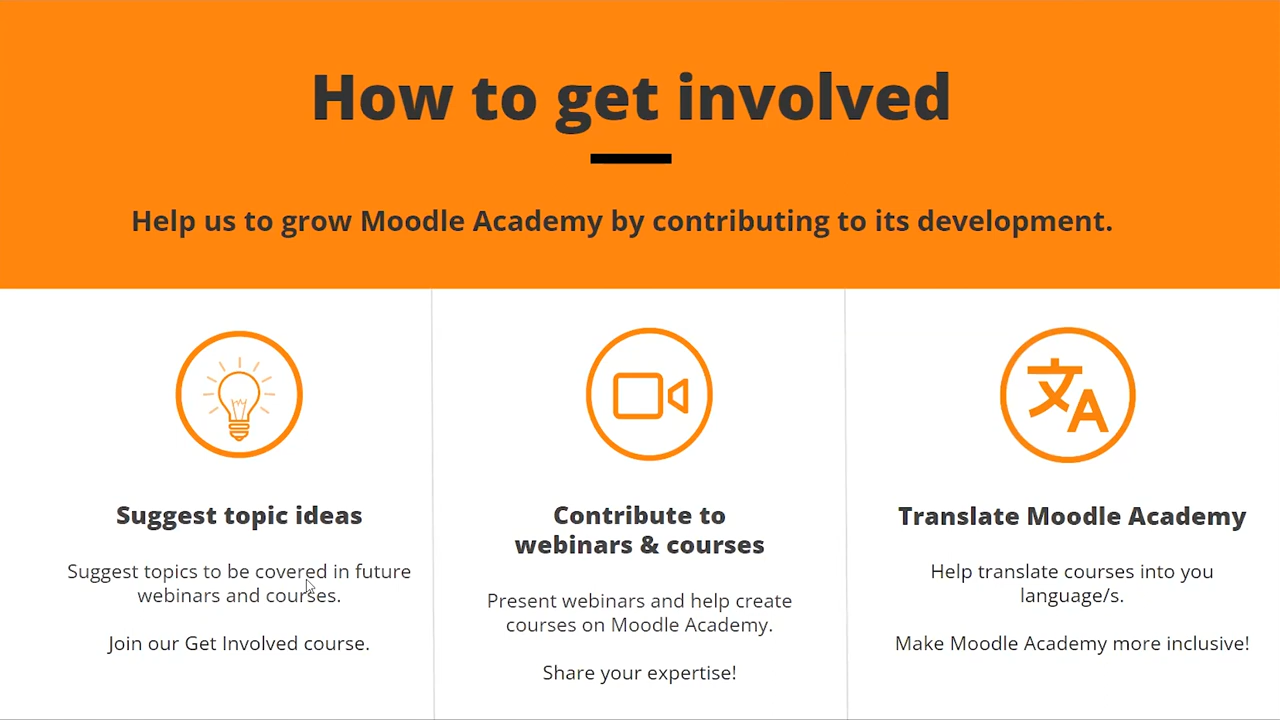 How to get involved
Help us to grow Moodle Academy by contributing to its development.
Suggest topic ideas
Suggest topics to be covered in future
webinars and courses.
Join our Get Involved course.
Contribute to
webinars & courses
Present webinars and help create
courses on Moodle Academy.
Share your expertise!
Translate Moodle Academy
Help translate courses into you
language/s.
Make Moodle Academy more inclusive!